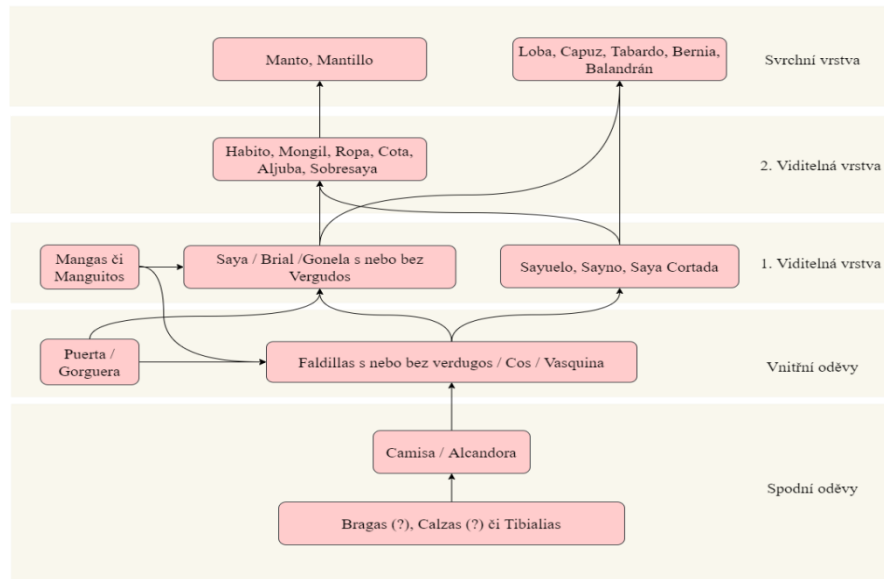 Manto, Mantillo
Loba, Capuz, Tabardo, Bernia,
Balandrán
Svrchní vrstva
Habito, Mongil, Ropa, Cota,
Aljuba, Sobresaya
2. Viditelná vrstva
Mangas či
Manguitos
Saya / Brial /Gonela s nebo bez
Vergudos
Sayuelo, Sayno, Saya Cortada
1. Viditelná vrstva
Puerta /
Gorguera
Faldillas s nebo bez verdugos / Cos / Vasquina
Vnitřní oděvy
Camisa / Alcandora
Spodní oděvy
Bragas (?), Calzas (?) či Tibialias